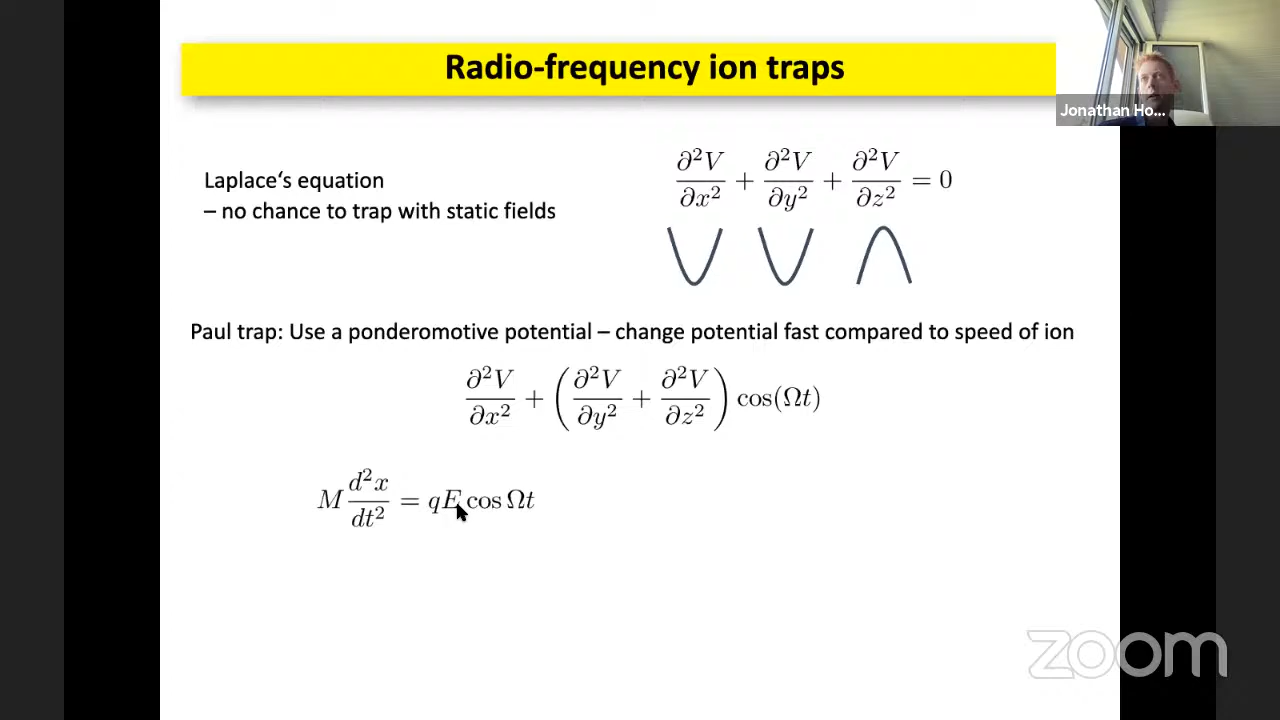 Radio-frequency ion traps
Jonathan Ho...
Laplace‘s equation
– no chance to trap with static fields
∂²V/∂x² + ∂²V/∂y² + ∂²V/∂z² = 0
Paul trap: Use a ponderomotive potential – change potential fast compared to speed of ion
∂²V/∂x² + (∂²V/∂y² + ∂²V/∂z²) cos(Ωt)
M d²x/dt² = qE cos Ωt
zoom